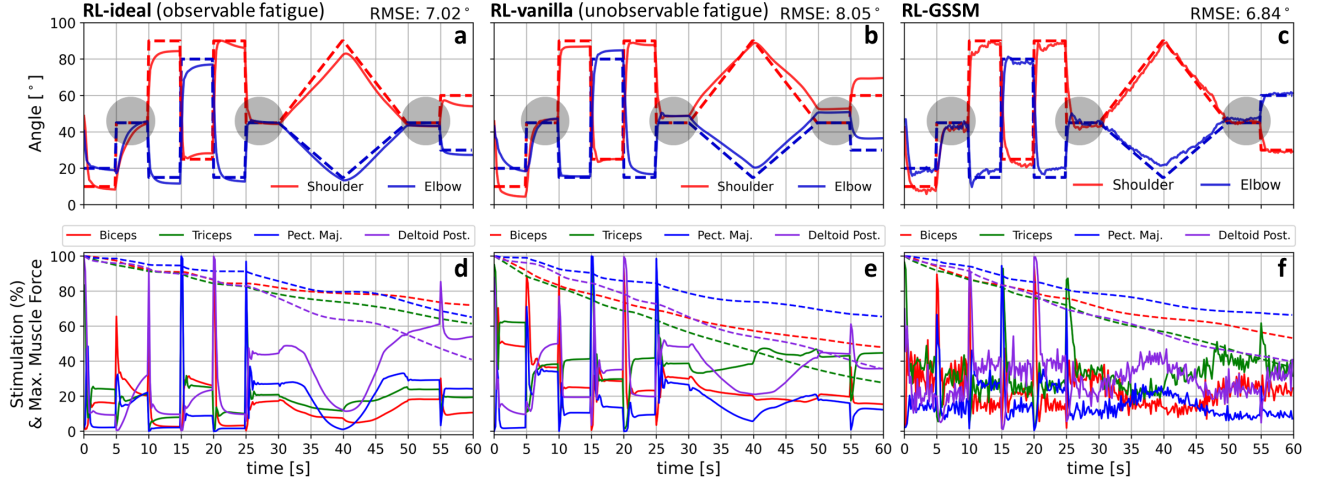 RL-ideal (observable fatigue) RMSE: 7.02° RL-vanilla (unobservable fatigue) RMSE: 8.05° RL-GSSM RMSE: 6.84°
a b c
Angle [°]
100
80
60
40
20
0
Shoulder Elbow Shoulder Elbow Shoulder Elbow
Biceps Triceps Pect. Maj. Deltoid Post. Biceps Triceps Pect. Maj. Deltoid Post. Biceps Triceps Pect. Maj. Deltoid Post.
d e f
Stimulation (%)
& Max. Muscle Force
100
80
60
40
20
0
0 5 10 15 20 25 30 35 40 45 50 55 60 0 5 10 15 20 25 30 35 40 45 50 55 60 0 5 10 15 20 25 30 35 40 45 50 55 60
time [s] time [s] time [s]